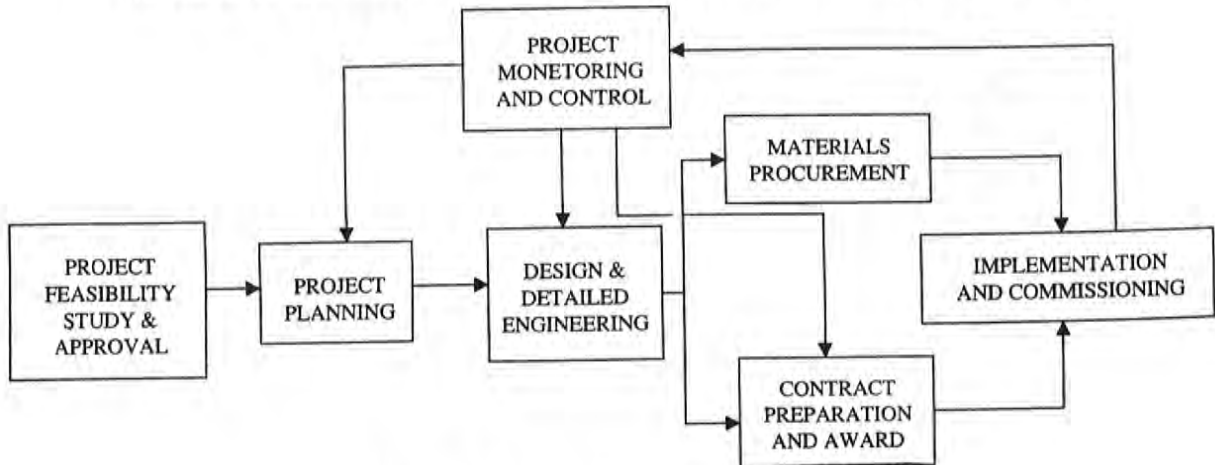 PROJECT
MONETORING
AND CONTROL
MATERIALS
PROCUREMENT
PROJECT
FEASIBILITY
STUDY &
APPROVAL
PROJECT
PLANNING
DESIGN &
DETAILED
ENGINEERING
IMPLEMENTATION
AND COMMISSIONING
CONTRACT
PREPARATION
AND AWARD